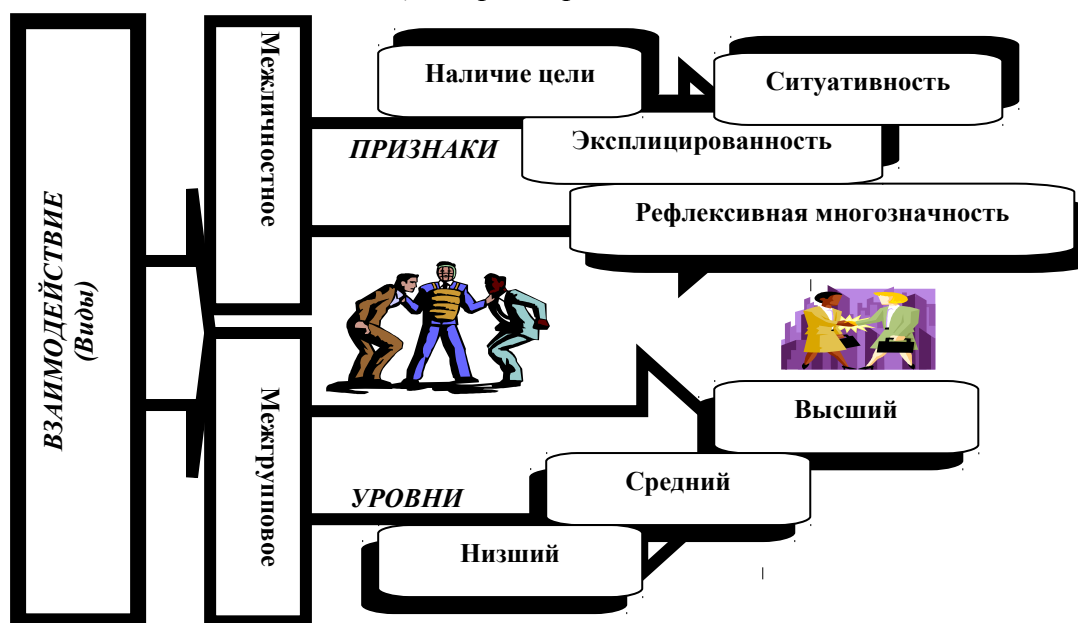 ВЗАИМОДЕЙСТВИЕ
(Виды)
Межличностное
Наличие цели
Ситуативность
ПРИЗНАКИ
Эксплицированность
Рефлексивная многозначность
Межгрупповое
Высший
Средний
УРОВНИ
Низший